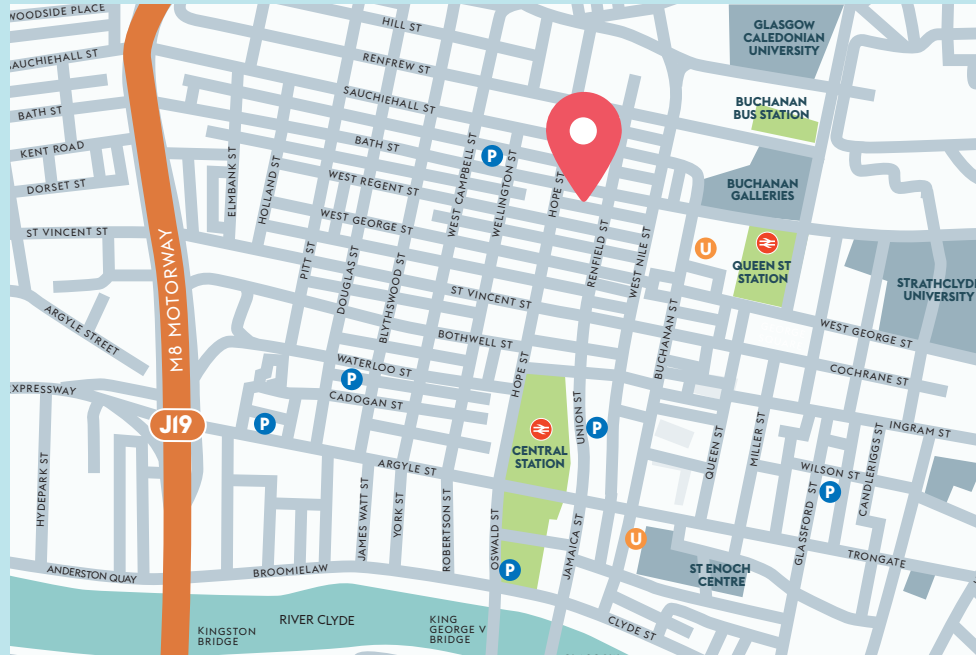 WOODSIDE PLACE
HILL ST
GLASGOW
CALEDONIAN
UNIVERSITY
SAUCHIEHALL ST
RENFREW ST
SAUCHIEHALL ST
BUCHANAN
BUS STATION
BATH ST
BATH ST
KENT ROAD
P
WEST CAMPBELL ST
WELLINGTON ST
HOPE ST
ELMBANK ST
HOLLAND ST
WEST REGENT ST
BUCHANAN
GALLERIES
DORSET ST
WEST GEORGE ST
ST VINCENT ST
M8 MOTORWAY
PITT ST
DOUGLAS ST
BLYTHSWOOD ST
RENFIELD ST
WEST NILE ST
U
QUEEN ST
STATION
STRATHCLYDE
UNIVERSITY
ST VINCENT ST
BUCHANAN ST
ARGYLE STREET
BOTHWELL ST
WEST GEORGE ST
WATERLOO ST
HOPE ST
COCHRANE ST
EXPRESSWAY
P
CADOGAN ST
J19
P
UNION ST
P
INGRAM ST
CENTRAL
STATION
QUEEN ST
MILLER ST
CANDLERIGGS ST
ARGYLE ST
WILSON ST
HYDEPARK ST
P
JAMES WATT ST
YORK ST
ROBERTSON ST
OSWALD ST
JAMAICA ST
GLASSFORD ST
U
TRONGATE
ANDERSTON QUAY
BROOMIELAW
P
ST ENOCH
CENTRE
RIVER CLYDE
KINGSTON
BRIDGE
KING
GEORGE V
BRIDGE
CLYDE ST